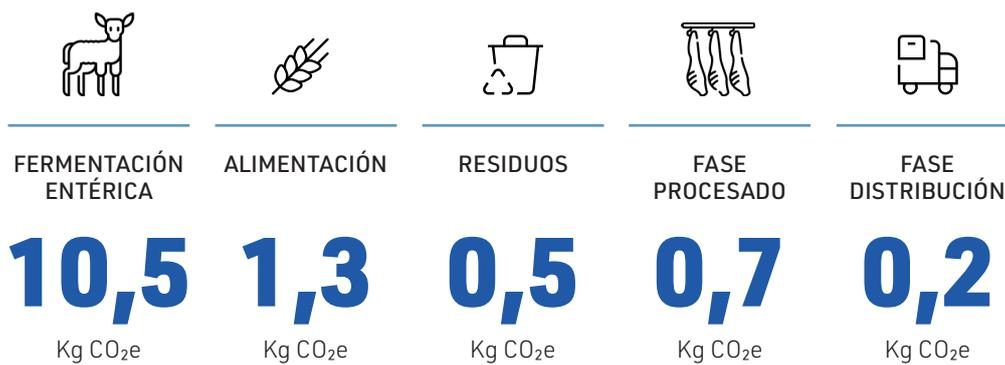 FERMENTACIÓN
ENTÉRICA
10,5
Kg CO₂e
ALIMENTACIÓN
1,3
Kg CO₂e
RESIDUOS
0,5
Kg CO₂e
FASE
PROCESADO
0,7
Kg CO₂e
FASE
DISTRIBUCIÓN
0,2
Kg CO₂e